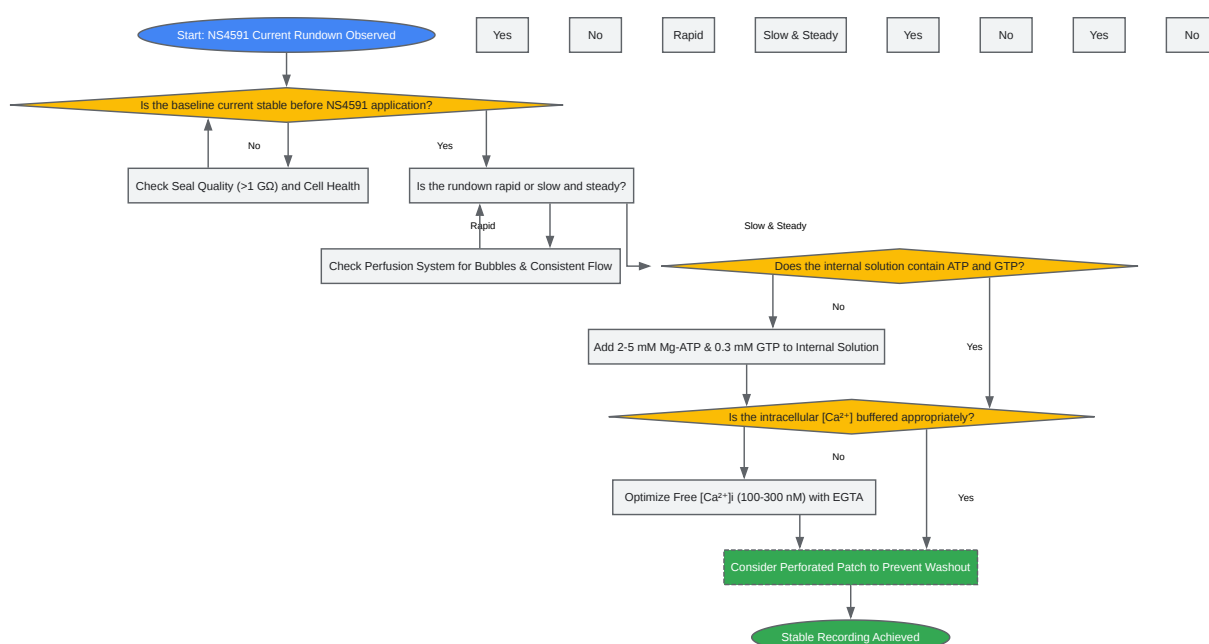 Start: NS4591 Current Rundown Observed
Yes
No
Rapid
Slow & Steady
Yes
No
Yes
No
Is the baseline current stable before NS4591 application?
No
Yes
Check Seal Quality (>1 GΩ) and Cell Health
Is the rundown rapid or slow and steady?
Rapid
Slow & Steady
Check Perfusion System for Bubbles & Consistent Flow
Does the internal solution contain ATP and GTP?
No
Add 2-5 mM Mg-ATP & 0.3 mM GTP to Internal Solution
Yes
Is the intracellular [Ca²⁺] buffered appropriately?
No
Optimize Free [Ca²⁺]i (100-300 nM) with EGTA
Yes
Consider Perforated Patch to Prevent Washout
Stable Recording Achieved